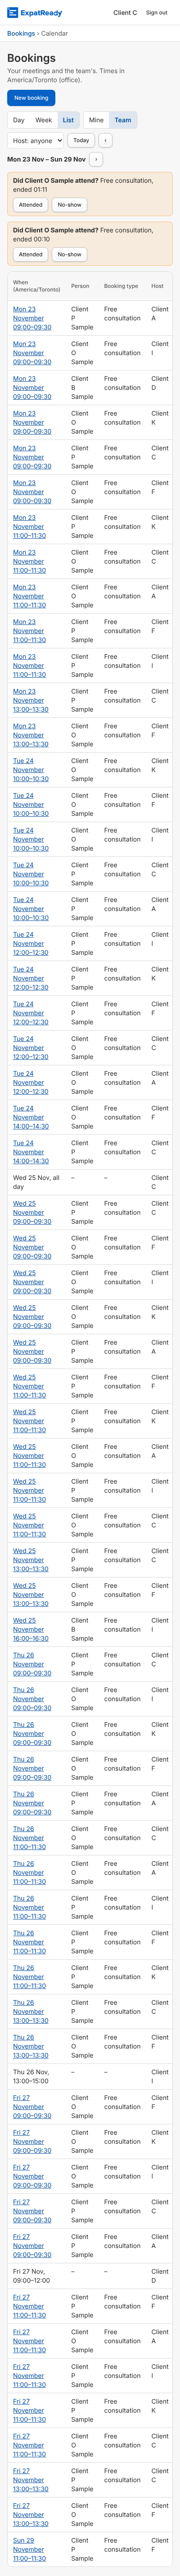 ExpatReady
Client C
Sign out
Bookings › Calendar
Bookings
Your meetings and the team's. Times in
America/Toronto (office).
New booking
Day Week List Mine Team
Host: anyone Today ‹
Mon 23 Nov – Sun 29 Nov ›
Did Client O Sample attend? Free consultation,
ended 01:11
Attended No-show
Did Client O Sample attend? Free consultation,
ended 00:10
Attended No-show
When (America/Toronto) Person Booking type Host
Mon 23 November 09:00–09:30 Client P Sample Free consultation Client A
Mon 23 November 09:00–09:30 Client O Sample Free consultation Client I
Mon 23 November 09:00–09:30 Client B Sample Free consultation Client D
Mon 23 November 09:00–09:30 Client O Sample Free consultation Client K
Mon 23 November 09:00–09:30 Client P Sample Free consultation Client C
Mon 23 November 09:00–09:30 Client O Sample Free consultation Client F
Mon 23 November 11:00–11:30 Client P Sample Free consultation Client K
Mon 23 November 11:00–11:30 Client O Sample Free consultation Client C
Mon 23 November 11:00–11:30 Client O Sample Free consultation Client A
Mon 23 November 11:00–11:30 Client P Sample Free consultation Client F
Mon 23 November 11:00–11:30 Client P Sample Free consultation Client I
Mon 23 November 13:00–13:30 Client P Sample Free consultation Client C
Mon 23 November 13:00–13:30 Client O Sample Free consultation Client F
Tue 24 November 10:00–10:30 Client O Sample Free consultation Client K
Tue 24 November 10:00–10:30 Client P Sample Free consultation Client F
Tue 24 November 10:00–10:30 Client O Sample Free consultation Client I
Tue 24 November 10:00–10:30 Client P Sample Free consultation Client C
Tue 24 November 10:00–10:30 Client P Sample Free consultation Client A
Tue 24 November 12:00–12:30 Client P Sample Free consultation Client I
Tue 24 November 12:00–12:30 Client P Sample Free consultation Client K
Tue 24 November 12:00–12:30 Client O Sample Free consultation Client F
Tue 24 November 12:00–12:30 Client O Sample Free consultation Client C
Tue 24 November 12:00–12:30 Client O Sample Free consultation Client A
Tue 24 November 14:00–14:30 Client O Sample Free consultation Client F
Tue 24 November 14:00–14:30 Client P Sample Free consultation Client C
Wed 25 Nov, all day – – Client C
Wed 25 November 09:00–09:30 Client P Sample Free consultation Client C
Wed 25 November 09:00–09:30 Client O Sample Free consultation Client F
Wed 25 November 09:00–09:30 Client O Sample Free consultation Client I
Wed 25 November 09:00–09:30 Client O Sample Free consultation Client K
Wed 25 November 09:00–09:30 Client P Sample Free consultation Client A
Wed 25 November 11:00–11:30 Client P Sample Free consultation Client F
Wed 25 November 11:00–11:30 Client P Sample Free consultation Client K
Wed 25 November 11:00–11:30 Client O Sample Free consultation Client A
Wed 25 November 11:00–11:30 Client P Sample Free consultation Client I
Wed 25 November 11:00–11:30 Client O Sample Free consultation Client C
Wed 25 November 13:00–13:30 Client P Sample Free consultation Client C
Wed 25 November 13:00–13:30 Client O Sample Free consultation Client F
Wed 25 November 16:00–16:30 Client B Sample Free consultation Client I
Thu 26 November 09:00–09:30 Client P Sample Free consultation Client C
Thu 26 November 09:00–09:30 Client O Sample Free consultation Client I
Thu 26 November 09:00–09:30 Client O Sample Free consultation Client K
Thu 26 November 09:00–09:30 Client O Sample Free consultation Client F
Thu 26 November 09:00–09:30 Client P Sample Free consultation Client A
Thu 26 November 11:00–11:30 Client O Sample Free consultation Client C
Thu 26 November 11:00–11:30 Client O Sample Free consultation Client A
Thu 26 November 11:00–11:30 Client P Sample Free consultation Client I
Thu 26 November 11:00–11:30 Client P Sample Free consultation Client F
Thu 26 November 11:00–11:30 Client P Sample Free consultation Client K
Thu 26 November 13:00–13:30 Client P Sample Free consultation Client C
Thu 26 November 13:00–13:30 Client O Sample Free consultation Client F
Thu 26 Nov, 13:00–15:00 – – Client I
Fri 27 November 09:00–09:30 Client O Sample Free consultation Client F
Fri 27 November 09:00–09:30 Client O Sample Free consultation Client K
Fri 27 November 09:00–09:30 Client O Sample Free consultation Client I
Fri 27 November 09:00–09:30 Client P Sample Free consultation Client C
Fri 27 November 09:00–09:30 Client P Sample Free consultation Client A
Fri 27 Nov, 09:00–12:00 – – Client D
Fri 27 November 11:00–11:30 Client P Sample Free consultation Client F
Fri 27 November 11:00–11:30 Client O Sample Free consultation Client A
Fri 27 November 11:00–11:30 Client P Sample Free consultation Client I
Fri 27 November 11:00–11:30 Client P Sample Free consultation Client K
Fri 27 November 11:00–11:30 Client O Sample Free consultation Client C
Fri 27 November 13:00–13:30 Client P Sample Free consultation Client C
Fri 27 November 13:00–13:30 Client O Sample Free consultation Client F
Sun 29 November 11:00–11:30 Client O Sample Free consultation Client F